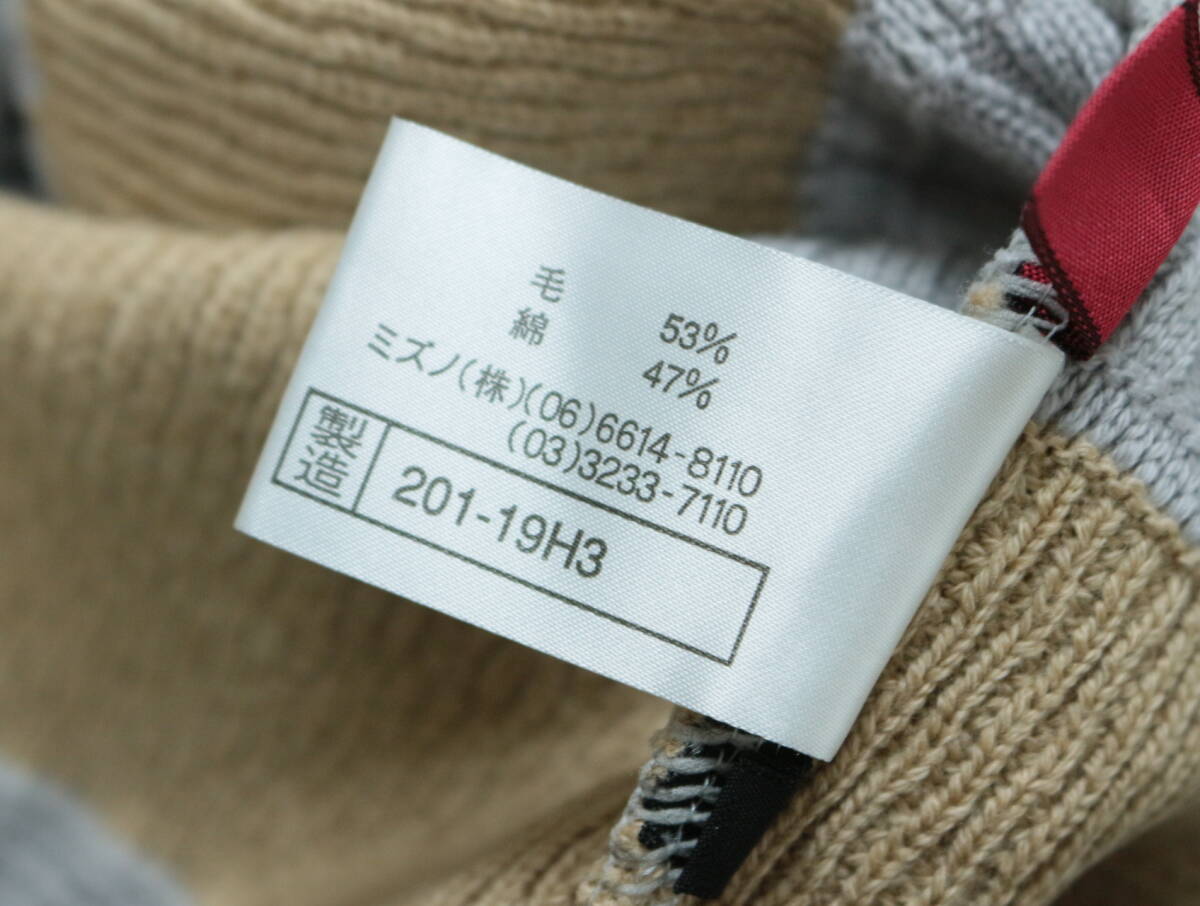 毛 53%
綿 47%
ミズノ(株)(06)6614-8110
(03)3233-7110
製造 201-19H3